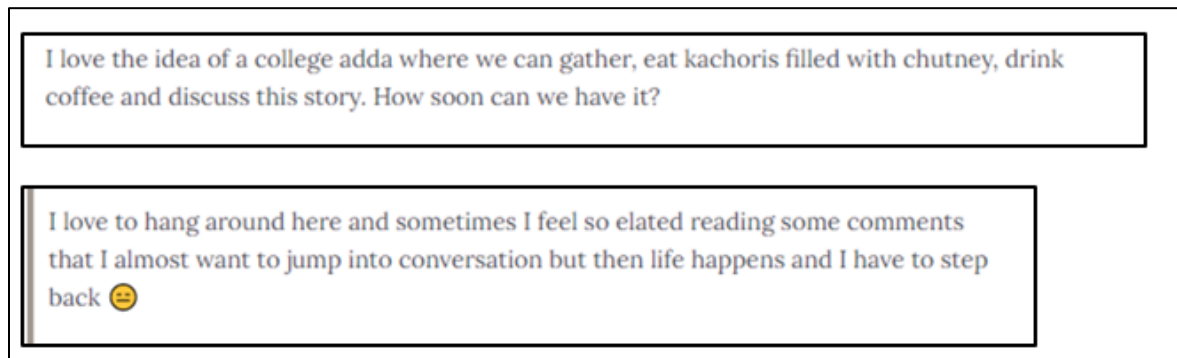 I love the idea of a college adda where we can gather, eat kachoris filled with chutney, drink
coffee and discuss this story. How soon can we have it?
I love to hang around here and sometimes I feel so elated reading some comments
that I almost want to jump into conversation but then life happens and I have to step
back 😑